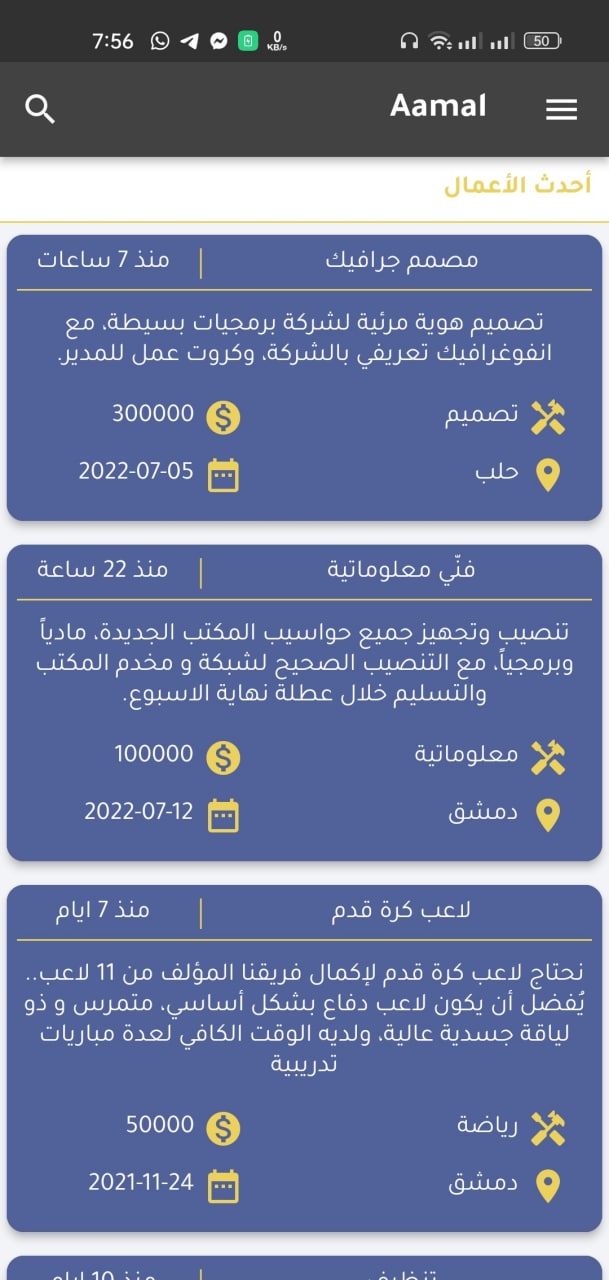 7:56 0 KB/s 50
Aamal
أحدث الأعمال
مصمم جرافيك | منذ 7 ساعات
تصميم هوية مرئية لشركة برمجيات بسيطة، مع
انفوغرافيك تعريفي بالشركة، وكروت عمل للمدير.
تصميم 300000
حلب 2022-07-05
فنّي معلوماتية | منذ 22 ساعة
تنصيب وتجهيز جميع حواسيب المكتب الجديدة، مادياً
وبرمجياً، مع التنصيب الصحيح لشبكة و مخدم المكتب
والتسليم خلال عطلة نهاية الاسبوع.
معلوماتية 100000
دمشق 2022-07-12
لاعب كرة قدم | منذ 7 ايام
نحتاج لاعب كرة قدم لإكمال فريقنا المؤلف من 11 لاعب..
يُفضل أن يكون لاعب دفاع بشكل أساسي، متمرس و ذو
لياقة جسدية عالية، ولديه الوقت الكافي لعدة مباريات
تدريبية
رياضة 50000
دمشق 2021-11-24
تنظيف | منذ 10 ايام